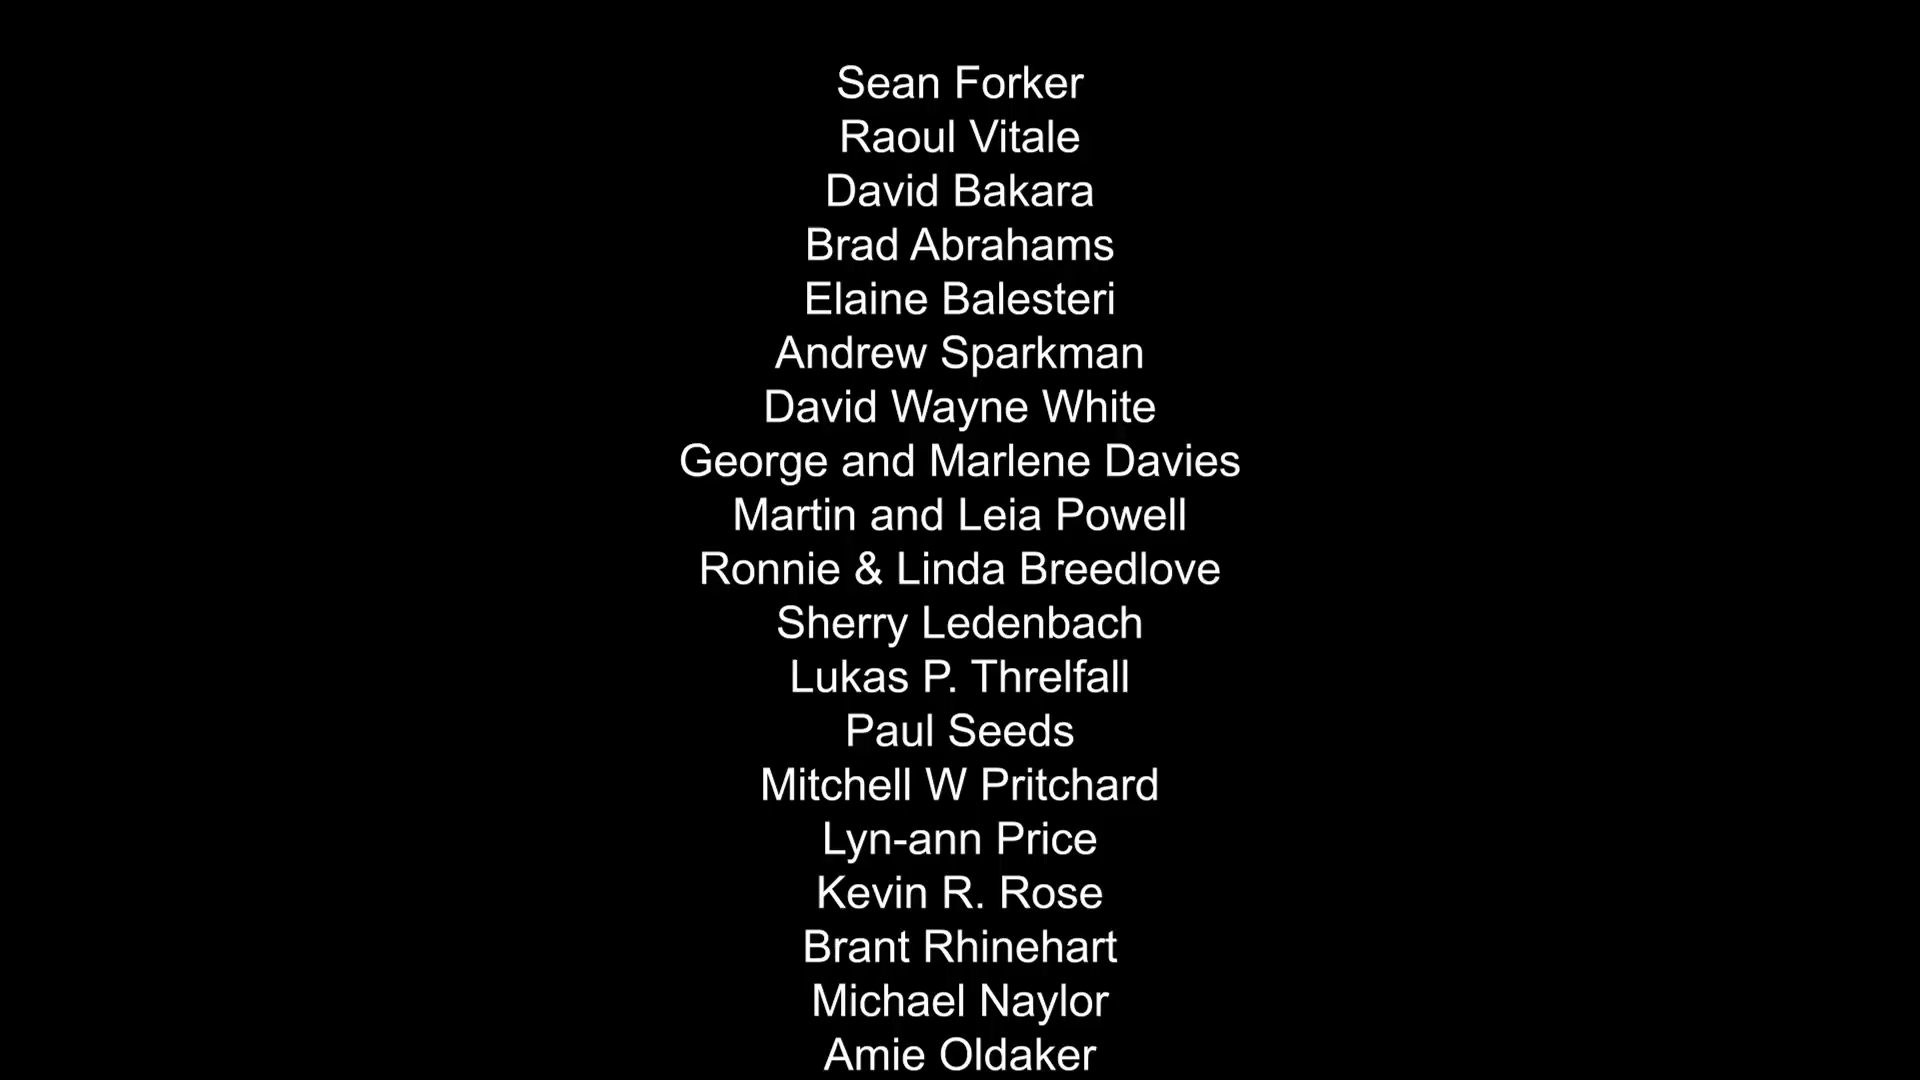 Sean Forker
Raoul Vitale
David Bakara
Brad Abrahams
Elaine Balesteri
Andrew Sparkman
David Wayne White
George and Marlene Davies
Martin and Leia Powell
Ronnie & Linda Breedlove
Sherry Ledenbach
Lukas P. Threlfall
Paul Seeds
Mitchell W Pritchard
Lyn-ann Price
Kevin R. Rose
Brant Rhinehart
Michael Naylor
Amie Oldaker